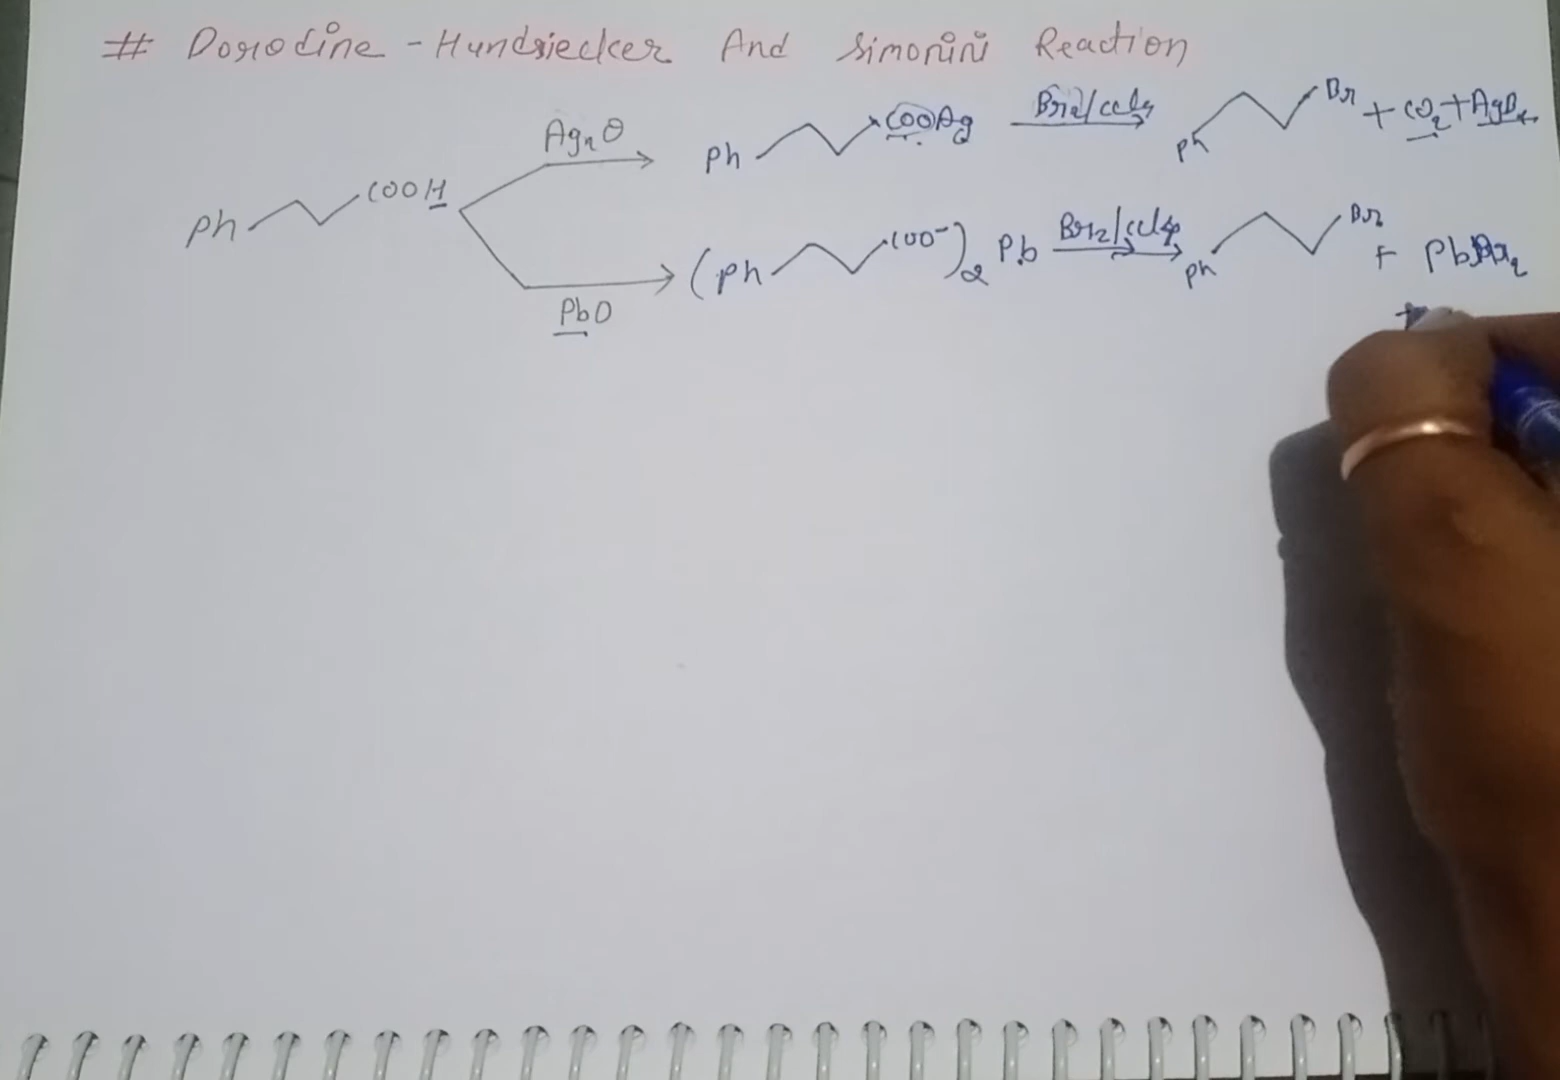 # Dorodine - Hundsiecker And Simonini Reaction
Ag2O
Ph COOAg Br2/ccl4 Ph Br + CO2 + AgBr
Ph COOH
(Ph COO-)2 Pb Br2/ccl4 Ph Br + PbBr2
PbO
+